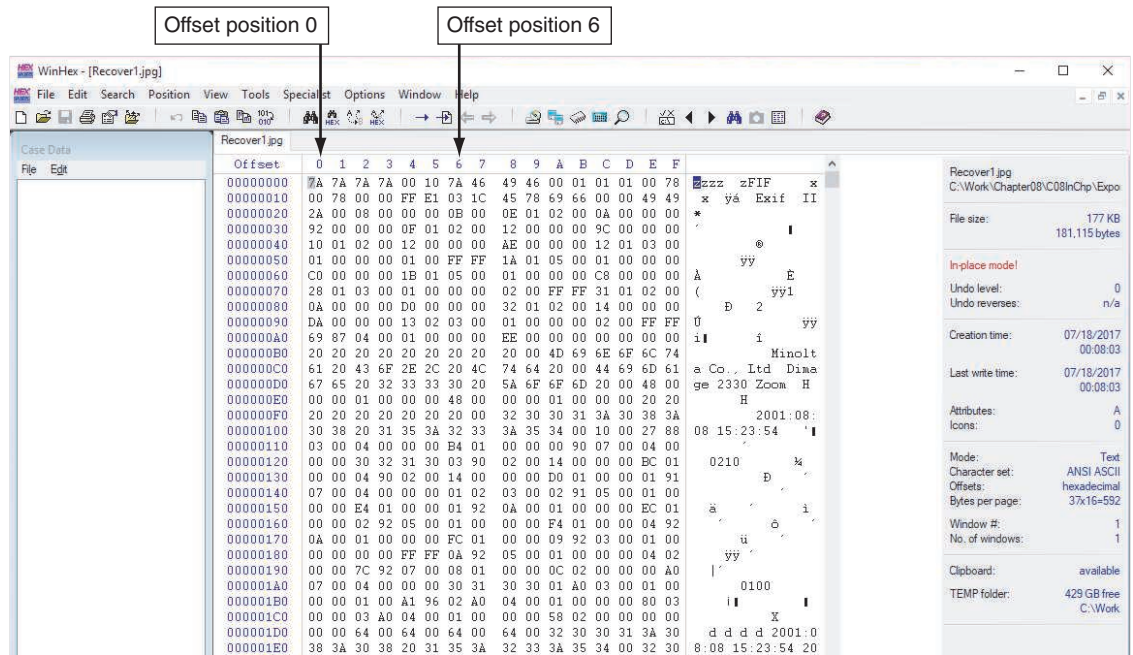 Offset position 0 Offset position 6
WinHex - [Recover1.jpg]
File Edit Search Position View Tools Specialist Options Window Help
Case Data
File Edit
Recover1.jpg
Offset 0 1 2 3 4 5 6 7 8 9 A B C D E F
00000000 7A 7A 7A 7A 00 10 7A 46 49 46 00 01 01 01 00 78 zzzz zFIF x
00000010 00 78 00 00 FF E1 03 1C 45 78 69 66 00 00 49 49 x ÿá Exif II
00000020 2A 00 08 00 00 00 0B 00 0E 01 02 00 0A 00 00 00 *
00000030 92 00 00 00 0F 01 02 00 12 00 00 00 9C 00 00 00 ´
00000040 10 01 02 00 12 00 00 00 AE 00 00 00 12 01 03 00 ®
00000050 01 00 00 00 01 00 FF FF 1A 01 05 00 01 00 00 00 ÿÿ
00000060 C0 00 00 00 1B 01 05 00 01 00 00 00 C8 00 00 00 À È
00000070 28 01 03 00 01 00 00 00 02 00 FF FF 31 01 02 00 ( ÿÿ1
00000080 0A 00 00 00 D0 00 00 00 32 01 02 00 14 00 00 00 Ð 2
00000090 DA 00 00 00 13 02 03 00 01 00 00 00 02 00 FF FF Ú ÿÿ
000000A0 69 87 04 00 01 00 00 00 EE 00 00 00 00 00 00 00 i î
000000B0 20 20 20 20 20 20 20 20 20 00 4D 69 6E 6F 6C 74 Minolt
000000C0 61 20 43 6F 2E 2C 20 4C 74 64 20 00 44 69 6D 61 a Co., Ltd Dima
000000D0 67 65 20 32 33 33 30 20 5A 6F 6F 6D 20 00 48 00 ge 2330 Zoom H
000000E0 00 00 01 00 00 00 48 00 00 00 01 00 00 00 20 20 H
000000F0 20 20 20 20 20 20 20 00 32 30 30 31 3A 30 38 3A 2001:08:
00000100 30 38 20 31 35 3A 32 33 3A 35 34 00 10 00 27 88 08 15:23:54 '
00000110 03 00 04 00 00 00 B4 01 00 00 00 90 07 00 04 00 ´
00000120 00 00 30 32 31 30 03 90 02 00 14 00 00 00 BC 01 0210 ¼
00000130 00 00 04 90 02 00 14 00 00 00 D0 01 00 00 01 91 Ð
00000140 07 00 04 00 00 00 01 02 03 00 02 91 05 00 01 00
00000150 00 00 E4 01 00 00 01 92 0A 00 01 00 00 00 EC 01 ä ì
00000160 00 00 02 92 05 00 01 00 00 00 F4 01 00 00 04 92 ô
00000170 0A 00 01 00 00 00 FC 01 00 00 09 92 03 00 01 00 ü
00000180 00 00 00 00 FF FF 0A 92 05 00 01 00 00 00 04 02 ÿÿ
00000190 00 00 7C 92 07 00 08 01 00 00 0C 02 00 00 00 A0 |
000001A0 07 00 04 00 00 00 30 31 30 30 01 A0 03 00 01 00 0100
000001B0 00 00 01 00 A1 96 02 A0 04 00 01 00 00 00 80 03 ¡
000001C0 00 00 03 A0 04 00 01 00 00 00 58 02 00 00 00 00 X
000001D0 00 00 64 00 64 00 64 00 64 00 32 30 30 31 3A 30 d d d d 2001:0
000001E0 38 3A 30 38 20 31 35 3A 32 33 3A 35 34 00 32 30 8:08 15:23:54 20
Recover1.jpg
C:\Work\Chapter08\C08InChp\Expo
File size: 177 KB
181,115 bytes
In-place mode!
Undo level: 0
Undo reverses: n/a
Creation time: 07/18/2017
00:08:03
Last write time: 07/18/2017
00:08:03
Attributes: A
Icons: 0
Mode: Text
Character set: ANSI ASCII
Offsets: hexadecimal
Bytes per page: 37x16=592
Window #: 1
No. of windows: 1
Clipboard: available
TEMP folder: 429 GB free
C:\Work